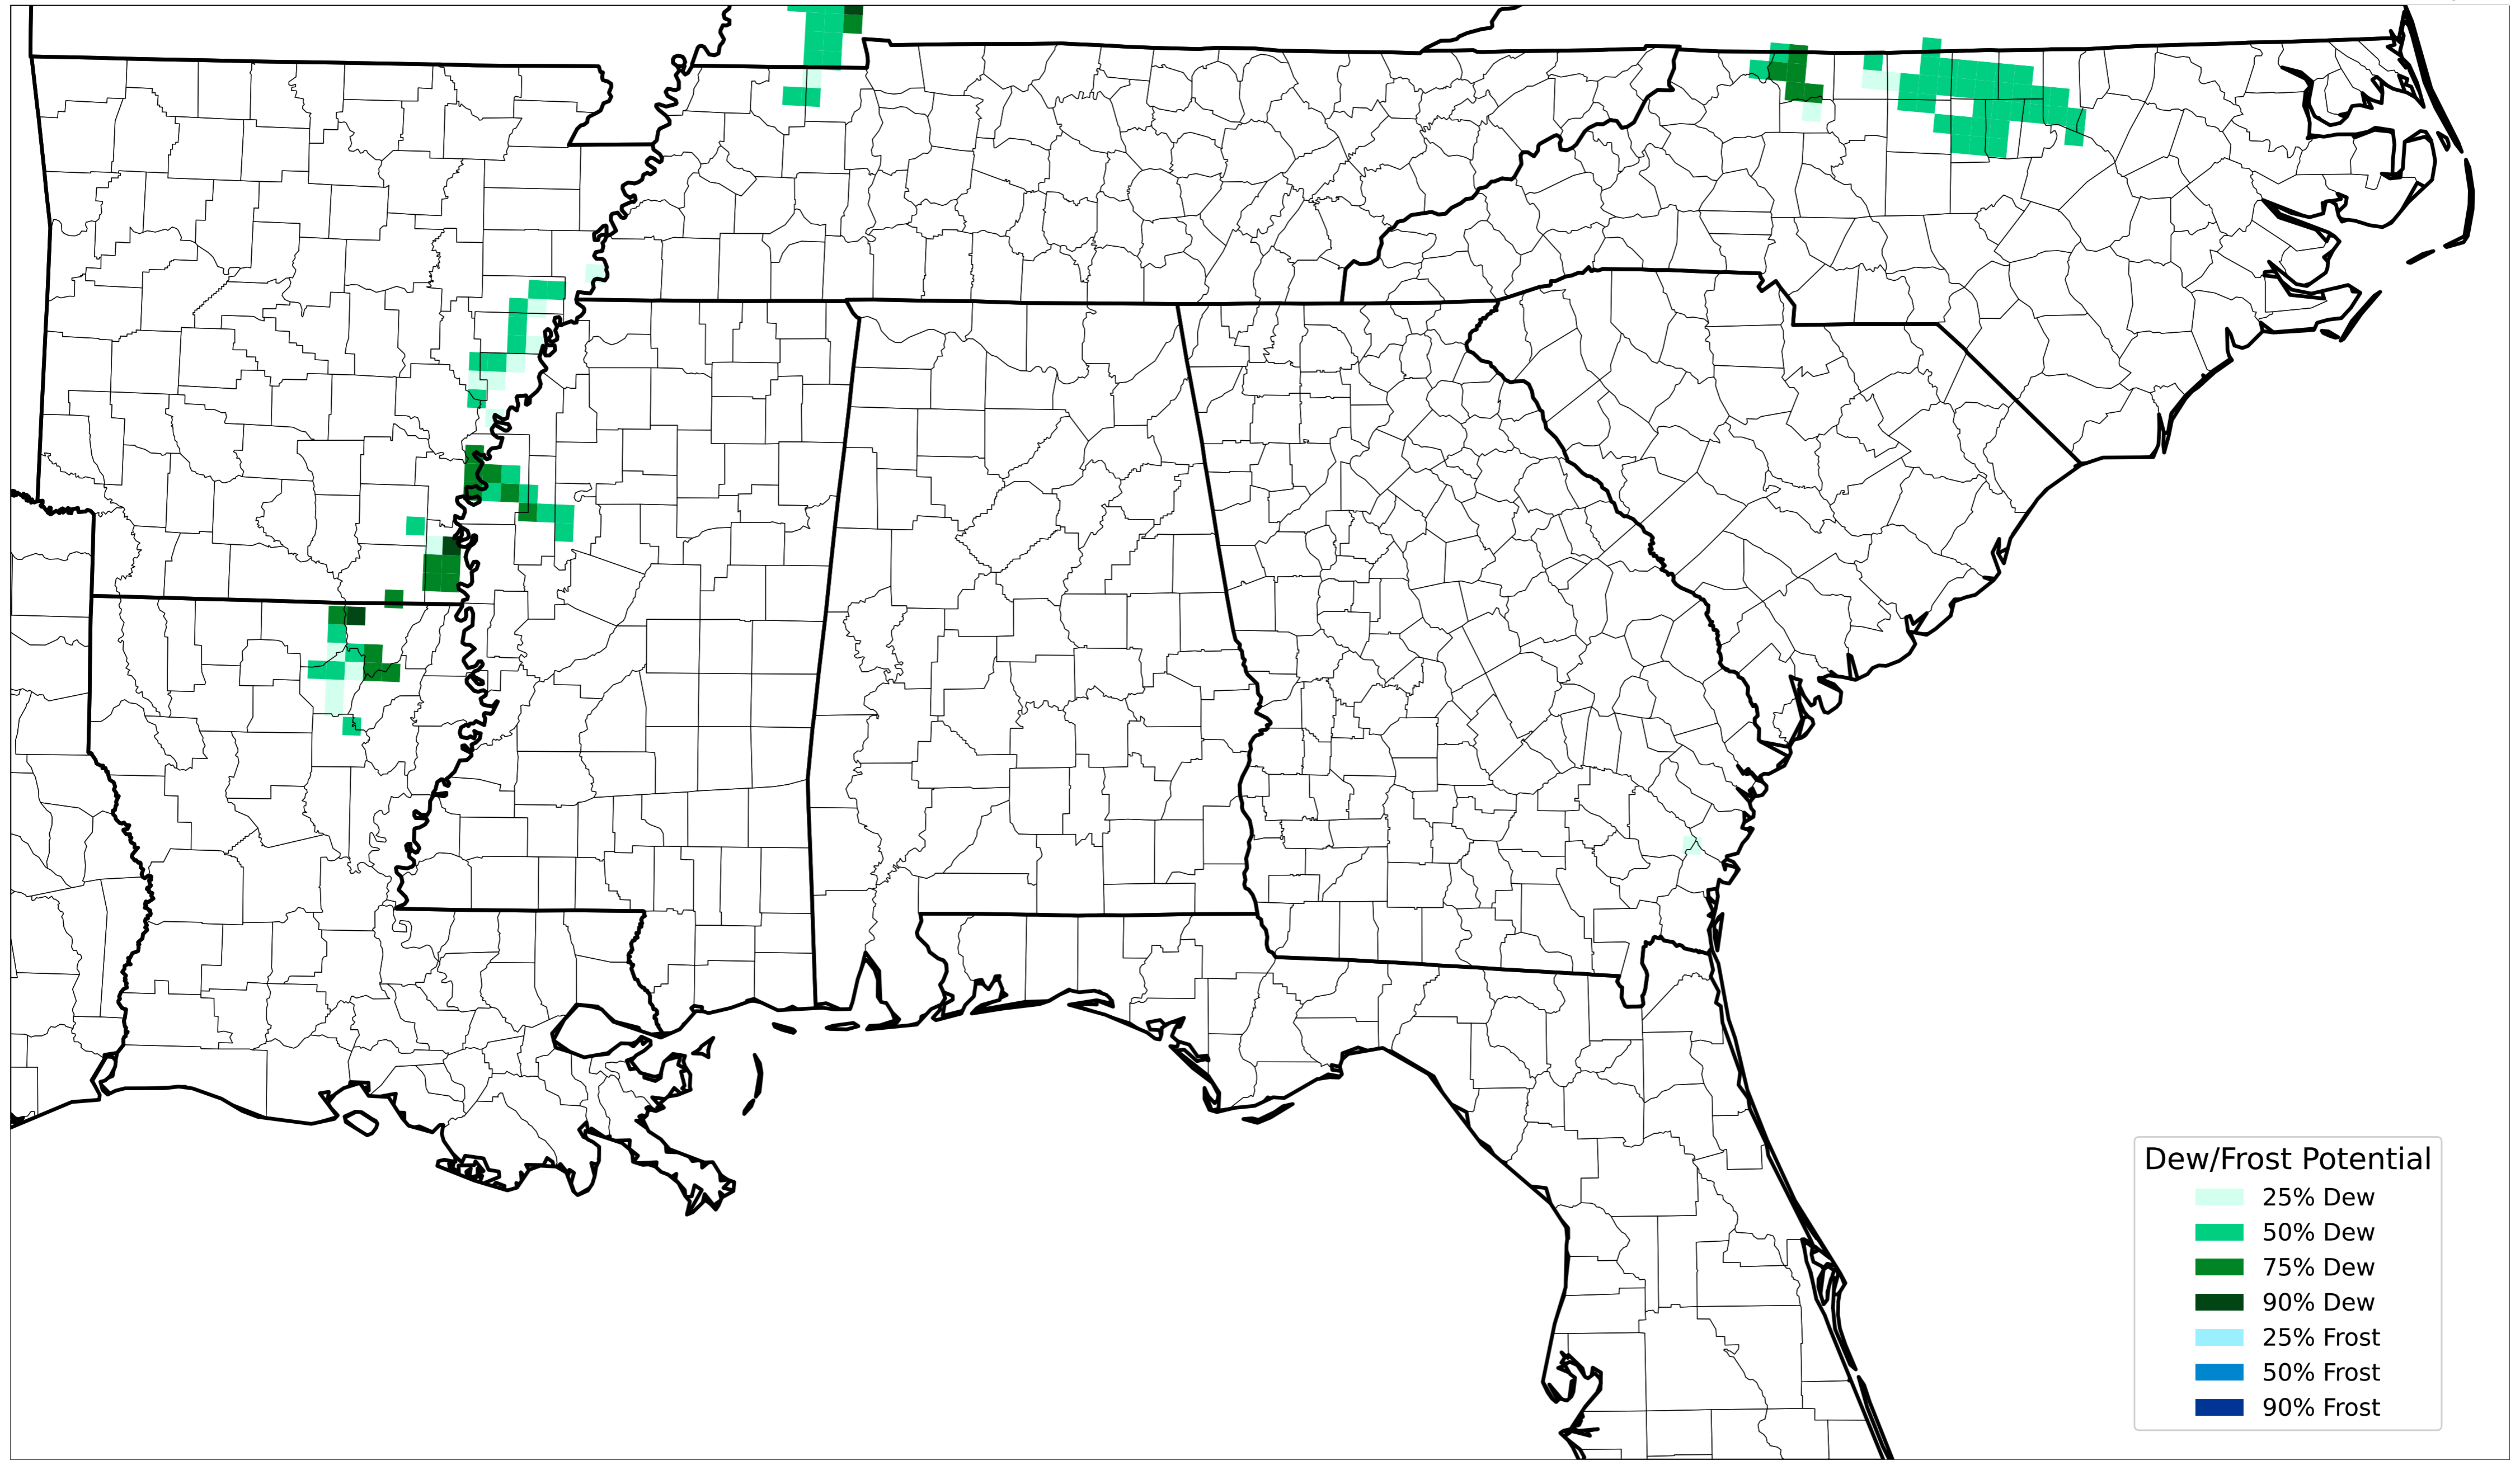 Dew/Frost Potential
25% Dew
50% Dew
75% Dew
90% Dew
25% Frost
50% Frost
90% Frost